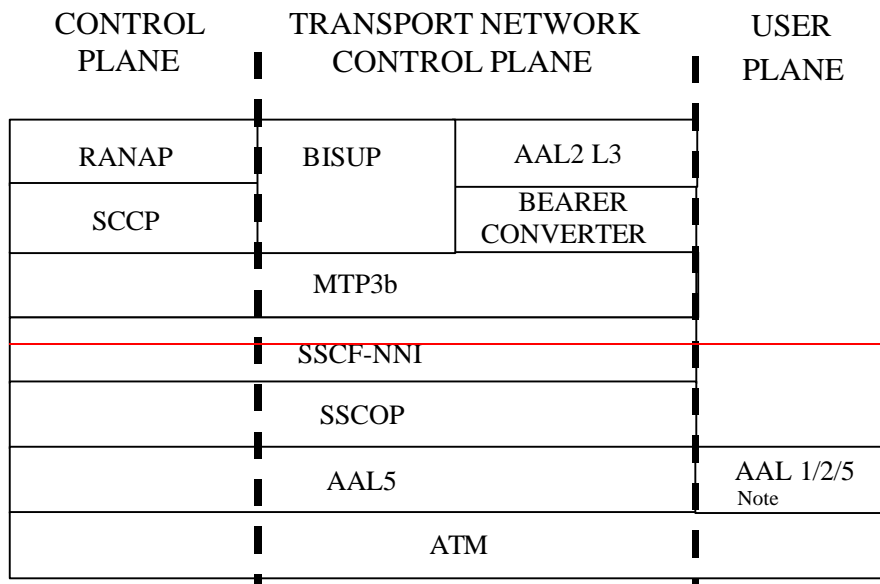 CONTROL
PLANE
TRANSPORT NETWORK
CONTROL PLANE
USER
PLANE
RANAP
BISUP
AAL2 L3
SCCP
BEARER
CONVERTER
MTP3b
SSCF-NNI
SSCOP
AAL5
AAL 1/2/5
Note
ATM